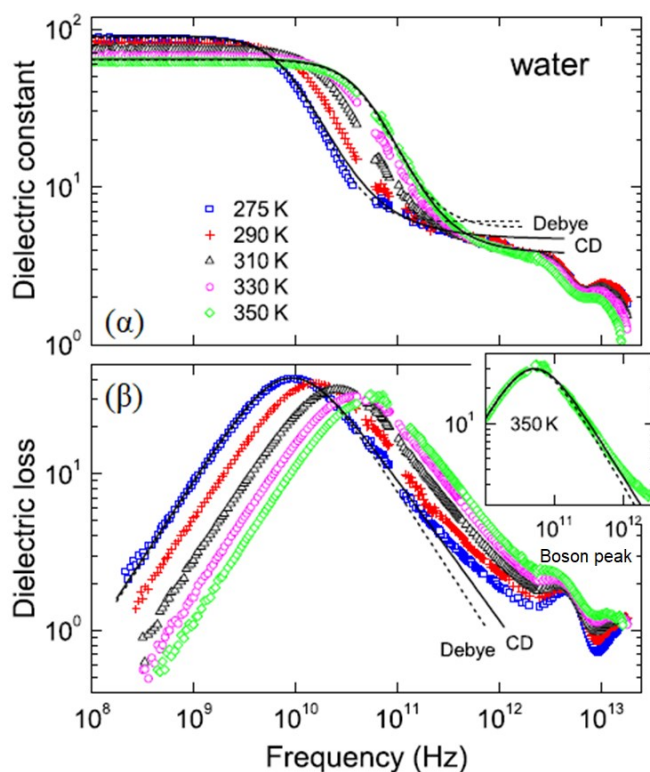 10²
water
Dielectric constant
10¹
275 K
290 K
310 K
330 K
350 K
Debye
CD
(α)
10⁰
(β)
Dielectric loss
10¹
10⁰
350 K
10¹
10¹¹
10¹²
Boson peak
Debye
CD
10⁸
10⁹
10¹⁰
10¹¹
10¹²
10¹³
Frequency (Hz)